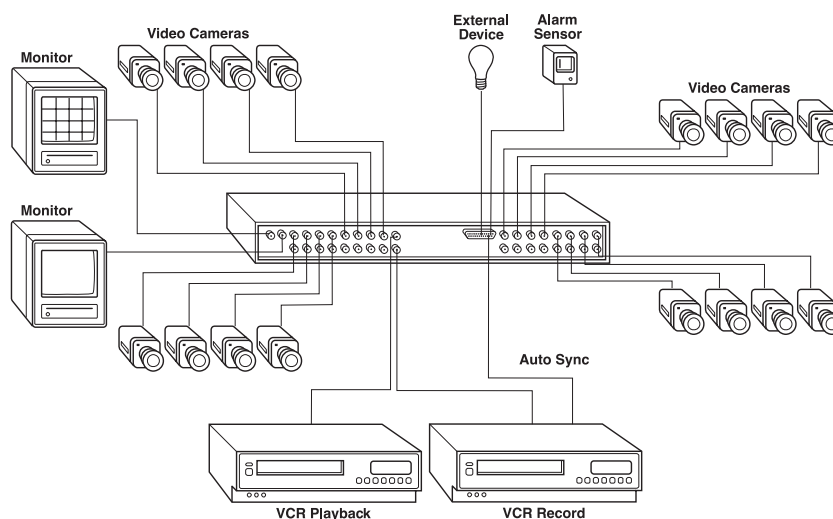 External
Device
Alarm
Sensor
Video Cameras
Monitor
Video Cameras
Monitor
Auto Sync
VCR Playback
VCR Record